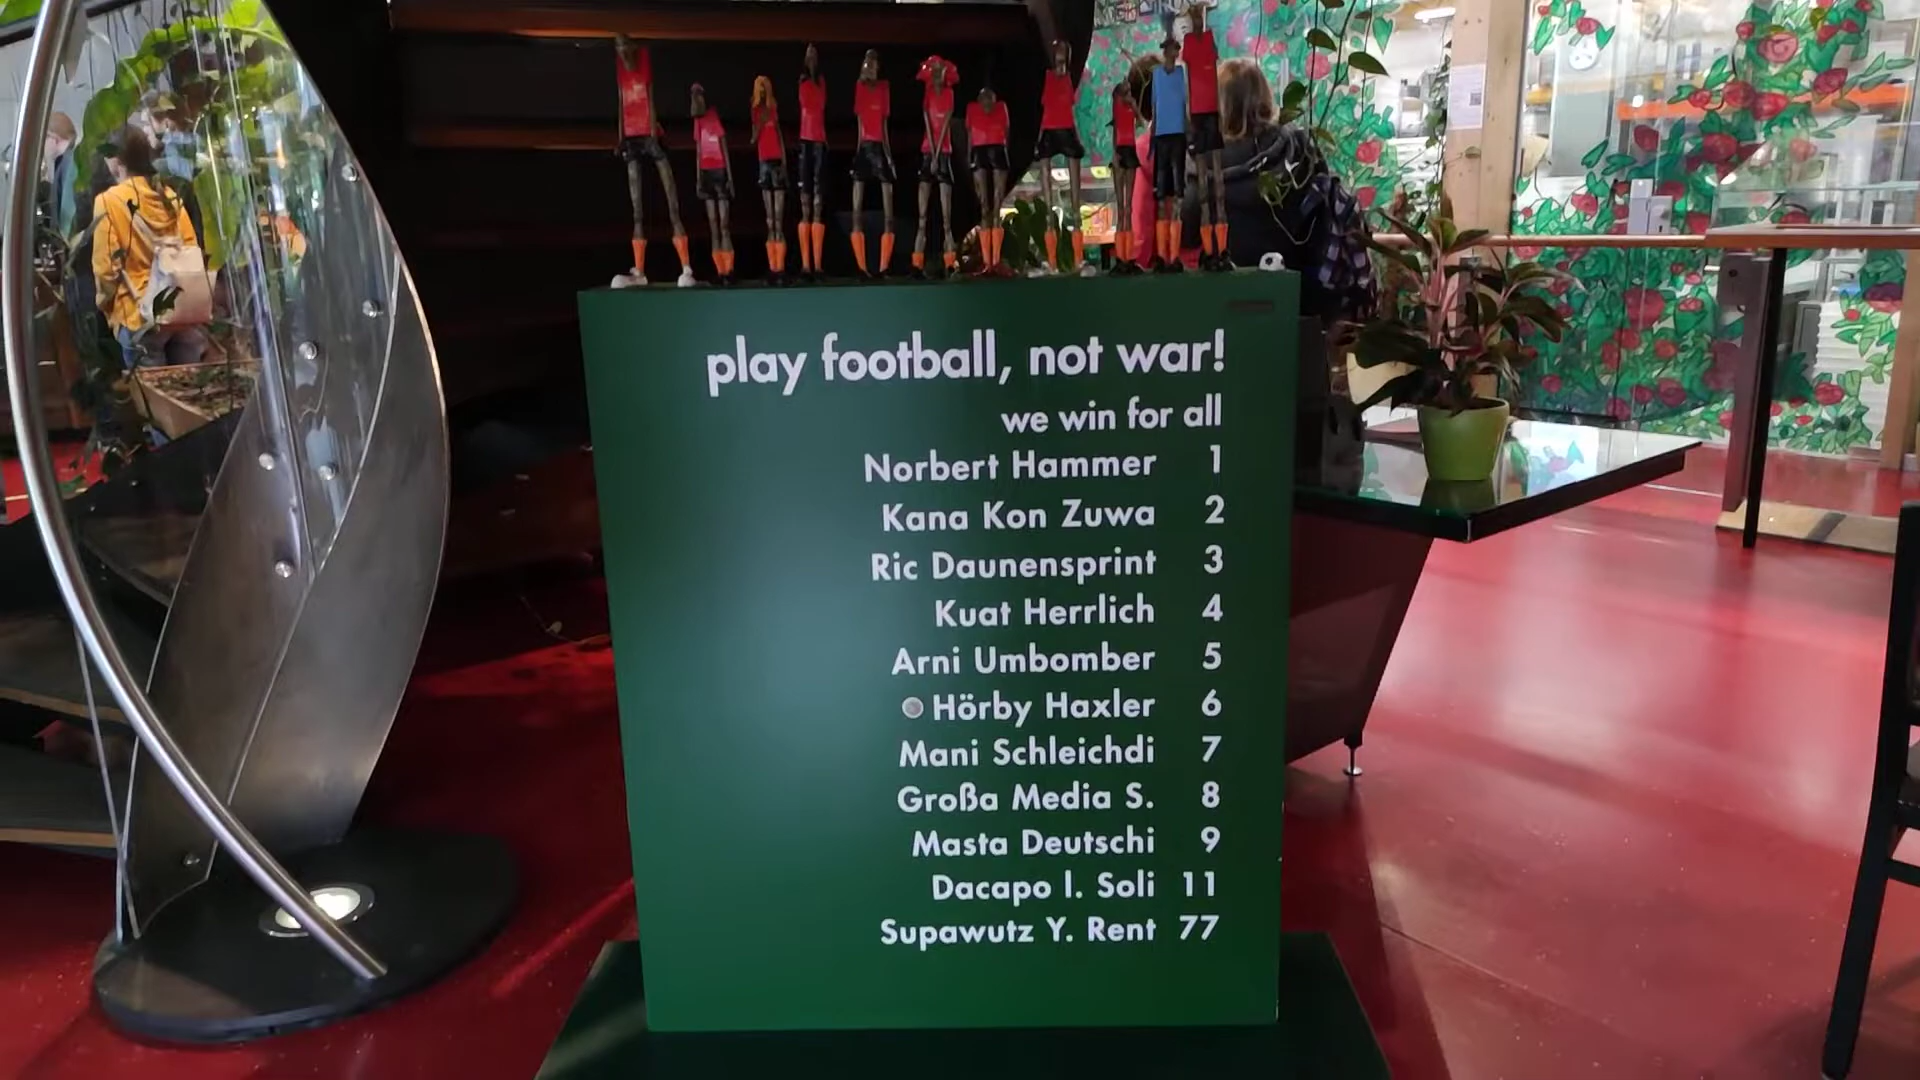 play football, not war!
we win for all
Norbert Hammer 1
Kana Kon Zuwa 2
Ric Daunensprint 3
Kuat Herrlich 4
Arni Umbomber 5
Hörby Haxler 6
Mani Schleichdi 7
Großa Media S. 8
Masta Deutschi 9
Dacapo l. Soli 11
Supawutz Y. Rent 77